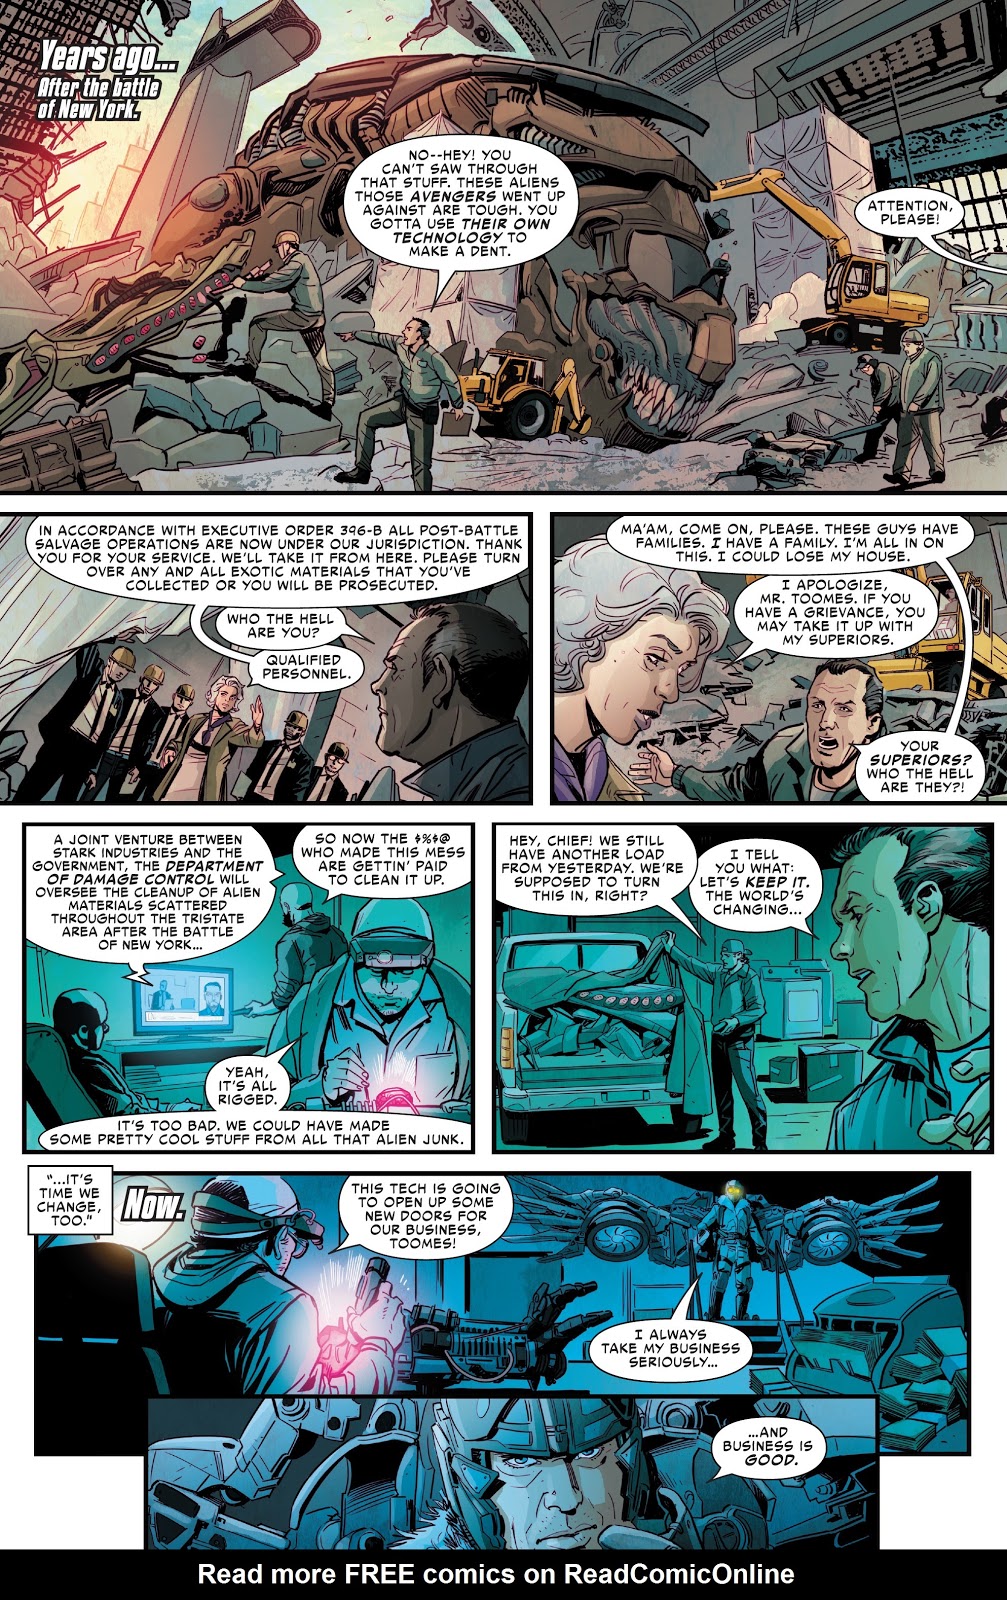 Years ago...
After the battle
of New York.
NO--HEY! YOU
CAN'T SAW THROUGH
THAT STUFF. THESE ALIENS
THOSE AVENGERS WENT UP
AGAINST ARE TOUGH. YOU
GOTTA USE THEIR OWN
TECHNOLOGY TO
MAKE A DENT.
ATTENTION,
PLEASE!
IN ACCORDANCE WITH EXECUTIVE ORDER 396-B ALL POST-BATTLE
SALVAGE OPERATIONS ARE NOW UNDER OUR JURISDICTION. THANK
YOU FOR YOUR SERVICE. WE'LL TAKE IT FROM HERE. PLEASE TURN
OVER ANY AND ALL EXOTIC MATERIALS THAT YOU'VE
COLLECTED OR YOU WILL BE PROSECUTED.
WHO THE HELL
ARE YOU?
QUALIFIED
PERSONNEL.
MA'AM, COME ON, PLEASE. THESE GUYS HAVE
FAMILIES. I HAVE A FAMILY. I'M ALL IN ON
THIS. I COULD LOSE MY HOUSE.
I APOLOGIZE,
MR. TOOMES. IF YOU
HAVE A GRIEVANCE, YOU
MAY TAKE IT UP WITH
MY SUPERIORS.
YOUR
SUPERIORS?
WHO THE HELL
ARE THEY?!
A JOINT VENTURE BETWEEN
STARK INDUSTRIES AND THE
GOVERNMENT, THE DEPARTMENT
OF DAMAGE CONTROL WILL
OVERSEE THE CLEANUP OF ALIEN
MATERIALS SCATTERED
THROUGHOUT THE TRISTATE
AREA AFTER THE BATTLE
OF NEW YORK...
SO NOW THE $%$@
WHO MADE THIS MESS
ARE GETTIN' PAID
TO CLEAN IT UP.
YEAH,
IT'S ALL
RIGGED.
IT'S TOO BAD. WE COULD HAVE MADE
SOME PRETTY COOL STUFF FROM ALL THAT ALIEN JUNK.
HEY, CHIEF! WE STILL
HAVE ANOTHER LOAD
FROM YESTERDAY. WE'RE
SUPPOSED TO TURN
THIS IN, RIGHT?
I TELL
YOU WHAT:
LET'S KEEP IT.
THE WORLD'S
CHANGING...
"...IT'S
TIME WE
CHANGE,
TOO."
Now.
THIS TECH IS GOING
TO OPEN UP SOME
NEW DOORS FOR
OUR BUSINESS,
TOOMES!
I ALWAYS
TAKE MY BUSINESS
SERIOUSLY...
...AND
BUSINESS IS
GOOD.
Read more FREE comics on ReadComicOnline